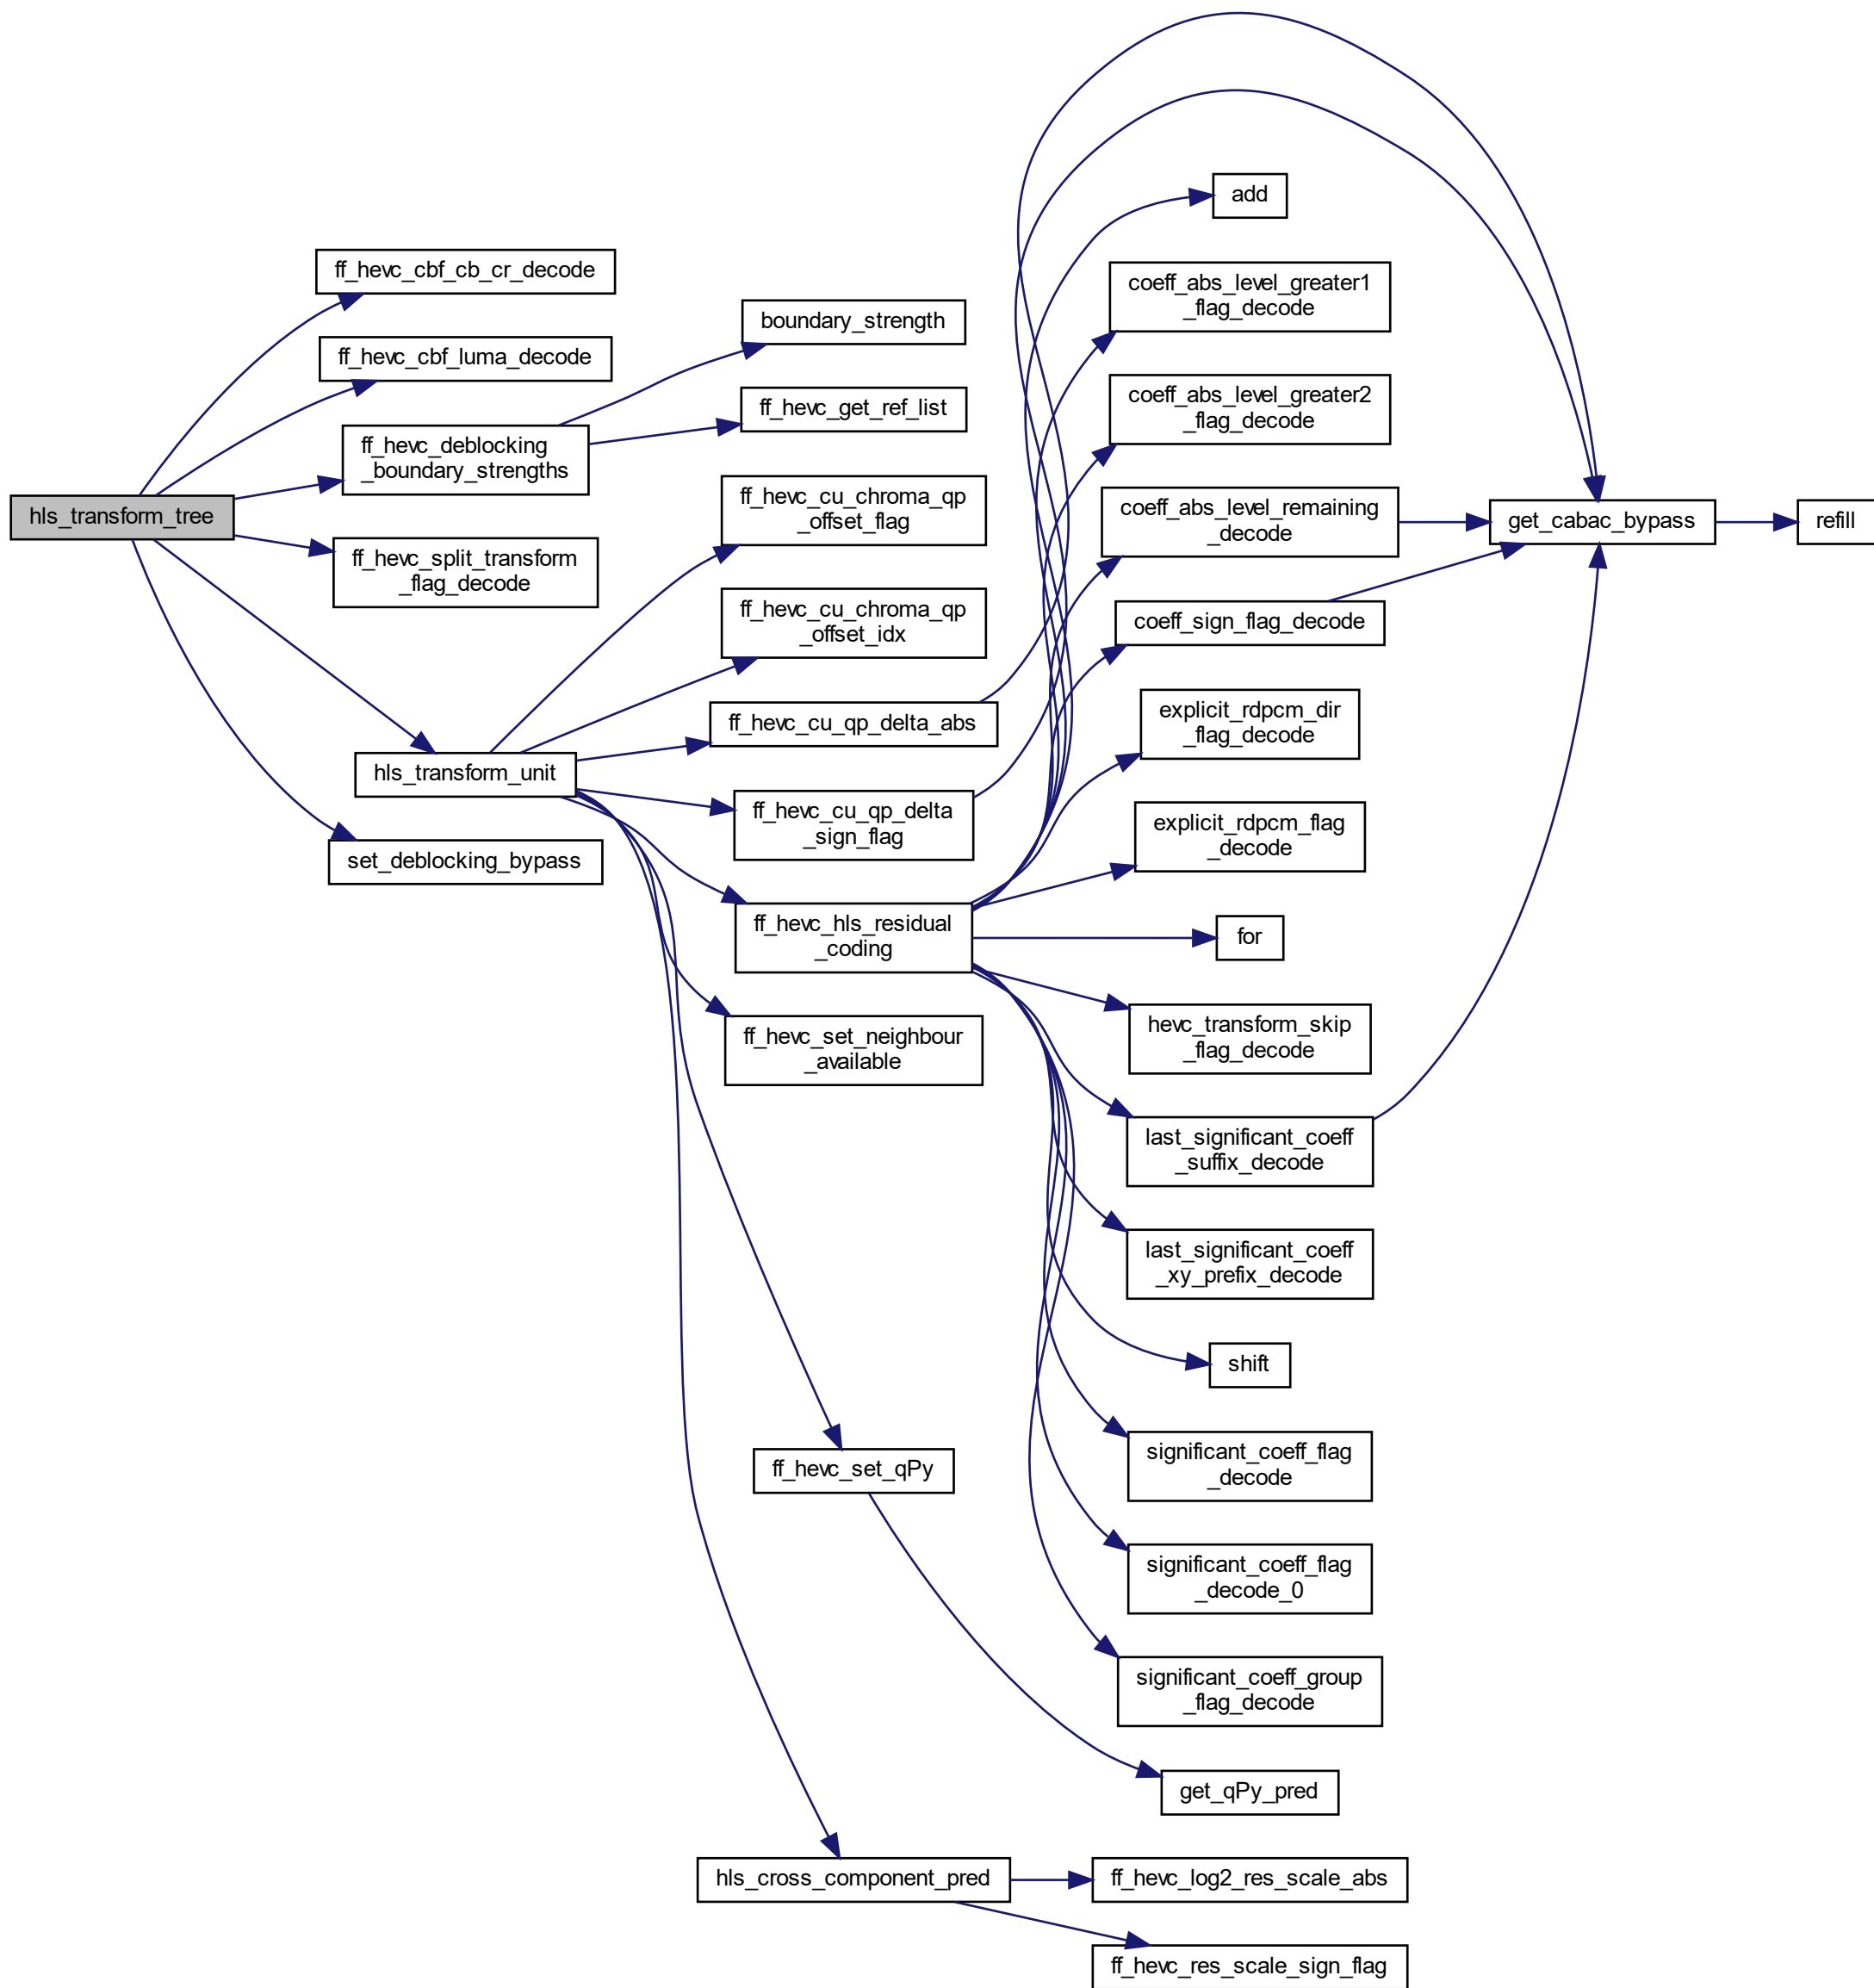 hls_transform_tree
ff_hevc_cbf_cb_cr_decode
ff_hevc_cbf_luma_decode
ff_hevc_deblocking
_boundary_strengths
ff_hevc_split_transform
_flag_decode
hls_transform_unit
set_deblocking_bypass
boundary_strength
ff_hevc_get_ref_list
ff_hevc_cu_chroma_qp
_offset_flag
ff_hevc_cu_chroma_qp
_offset_idx
ff_hevc_cu_qp_delta_abs
ff_hevc_cu_qp_delta
_sign_flag
ff_hevc_hls_residual
_coding
ff_hevc_set_neighbour
_available
ff_hevc_set_qPy
hls_cross_component_pred
add
coeff_abs_level_greater1
_flag_decode
coeff_abs_level_greater2
_flag_decode
coeff_abs_level_remaining
_decode
coeff_sign_flag_decode
explicit_rdpcm_dir
_flag_decode
explicit_rdpcm_flag
_decode
for
hevc_transform_skip
_flag_decode
last_significant_coeff
_suffix_decode
last_significant_coeff
_xy_prefix_decode
shift
significant_coeff_flag
_decode
significant_coeff_flag
_decode_0
significant_coeff_group
_flag_decode
get_qPy_pred
ff_hevc_log2_res_scale_abs
ff_hevc_res_scale_sign_flag
get_cabac_bypass
refill